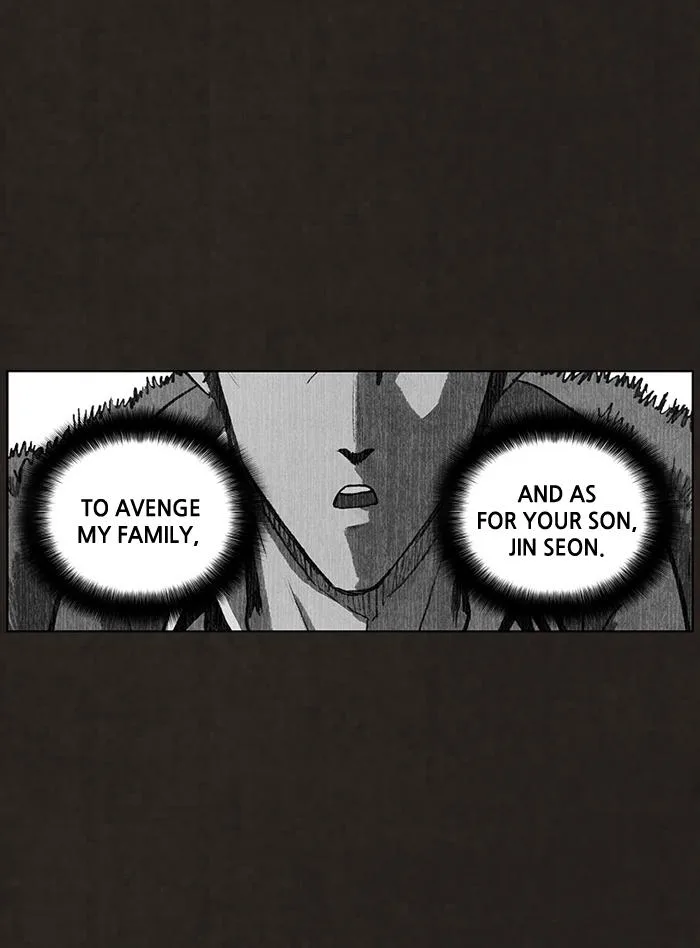 TO AVENGE
MY FAMILY,
AND AS
FOR YOUR SON,
JIN SEON.